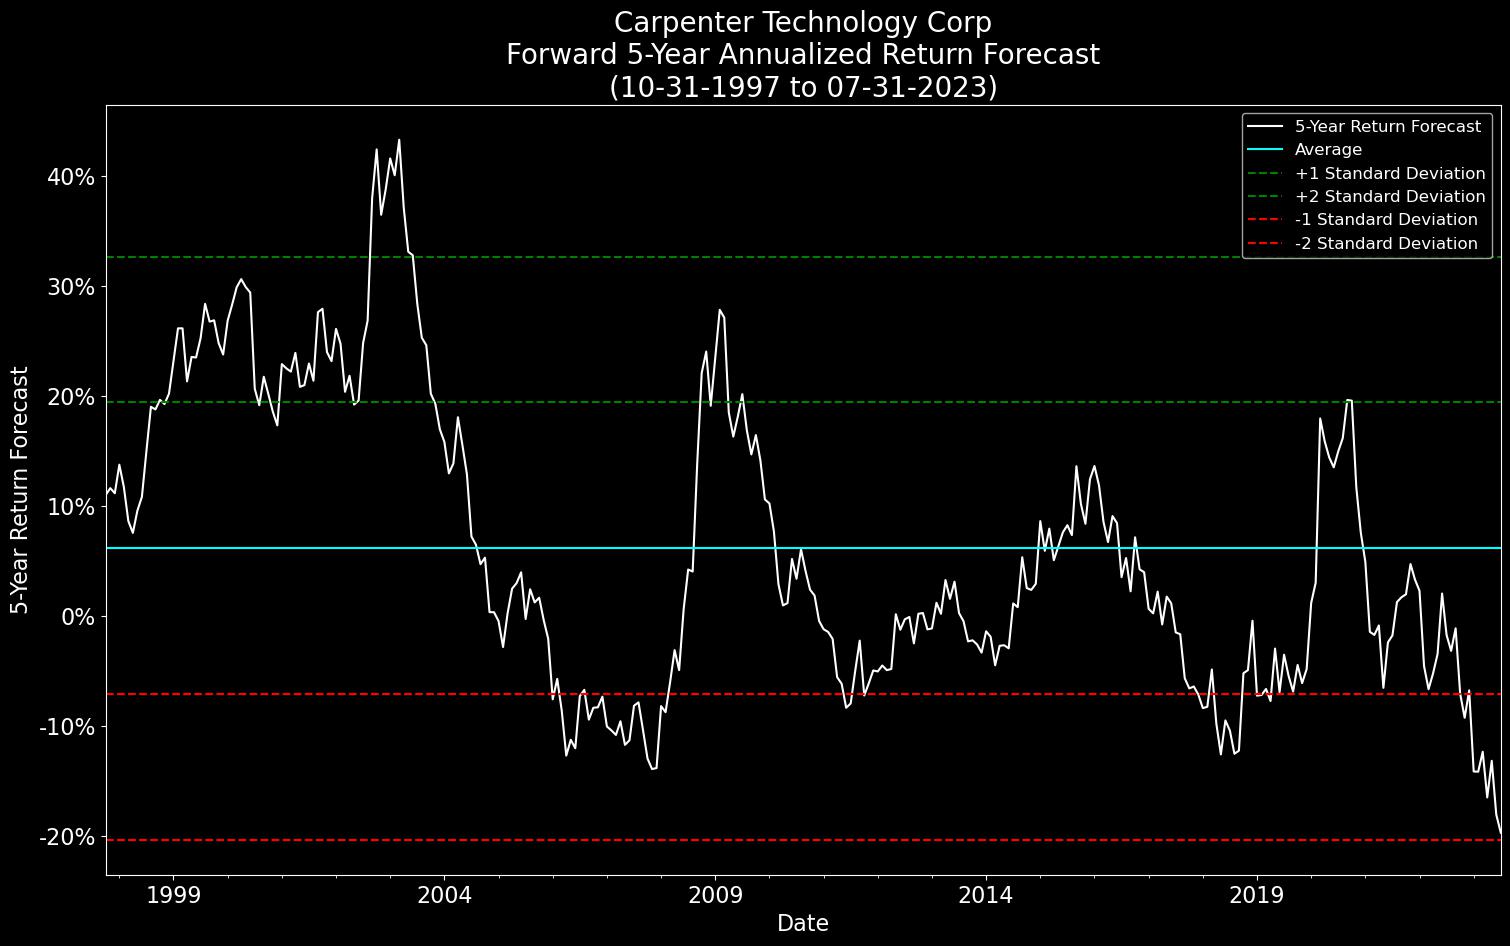 Carpenter Technology Corp
Forward 5-Year Annualized Return Forecast
(10-31-1997 to 07-31-2023)
5-Year Return Forecast
Average
+1 Standard Deviation
+2 Standard Deviation
-1 Standard Deviation
-2 Standard Deviation
5-Year Return Forecast
40%
30%
20%
10%
0%
-10%
-20%
1999
2004
2009
2014
2019
Date